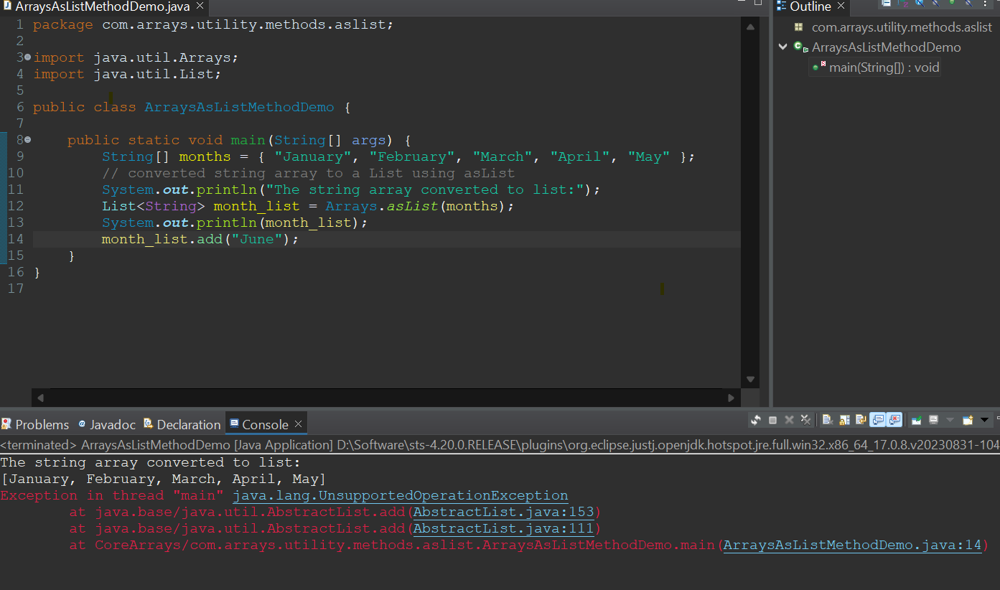 ArraysAsListMethodDemo.java
1 package com.arrays.utility.methods.aslist;
2
3 import java.util.Arrays;
4 import java.util.List;
5
6 public class ArraysAsListMethodDemo {
7
8     public static void main(String[] args) {
9         String[] months = { "January", "February", "March", "April", "May" };
10         // converted string array to a List using asList
11         System.out.println("The string array converted to list:");
12         List<String> month_list = Arrays.asList(months);
13         System.out.println(month_list);
14         month_list.add("June");
15     }
16 }
17
Outline
com.arrays.utility.methods.aslist
ArraysAsListMethodDemo
main(String[]) : void
Problems @ Javadoc Declaration Console
<terminated> ArraysAsListMethodDemo [Java Application] D:\Software\sts-4.20.0.RELEASE\plugins\org.eclipse.justj.openjdk.hotspot.jre.full.win32.x86_64_17.0.8.v20230831-104
The string array converted to list:
[January, February, March, April, May]
Exception in thread "main" java.lang.UnsupportedOperationException
        at java.base/java.util.AbstractList.add(AbstractList.java:153)
        at java.base/java.util.AbstractList.add(AbstractList.java:111)
        at CoreArrays/com.arrays.utility.methods.aslist.ArraysAsListMethodDemo.main(ArraysAsListMethodDemo.java:14)